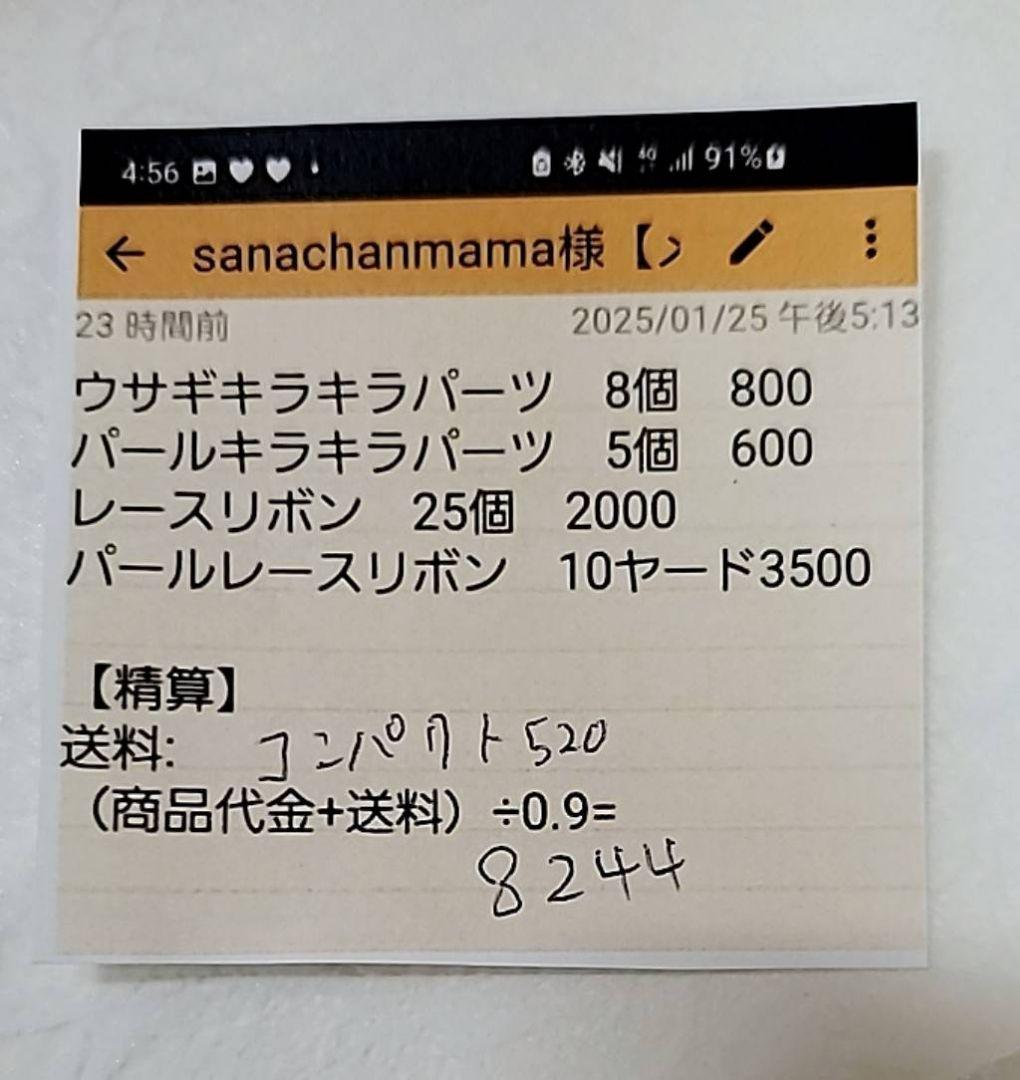 4:56 4G 91%
← sanachanmama様【メ
23 時間前 2025/01/25 午後5:13
ウサギキラキラパーツ 8個 800
パールキラキラパーツ 5個 600
レースリボン 25個 2000
パールレースリボン 10ヤード3500
【精算】
送料: コンパクト520
（商品代金+送料）÷0.9=
8244